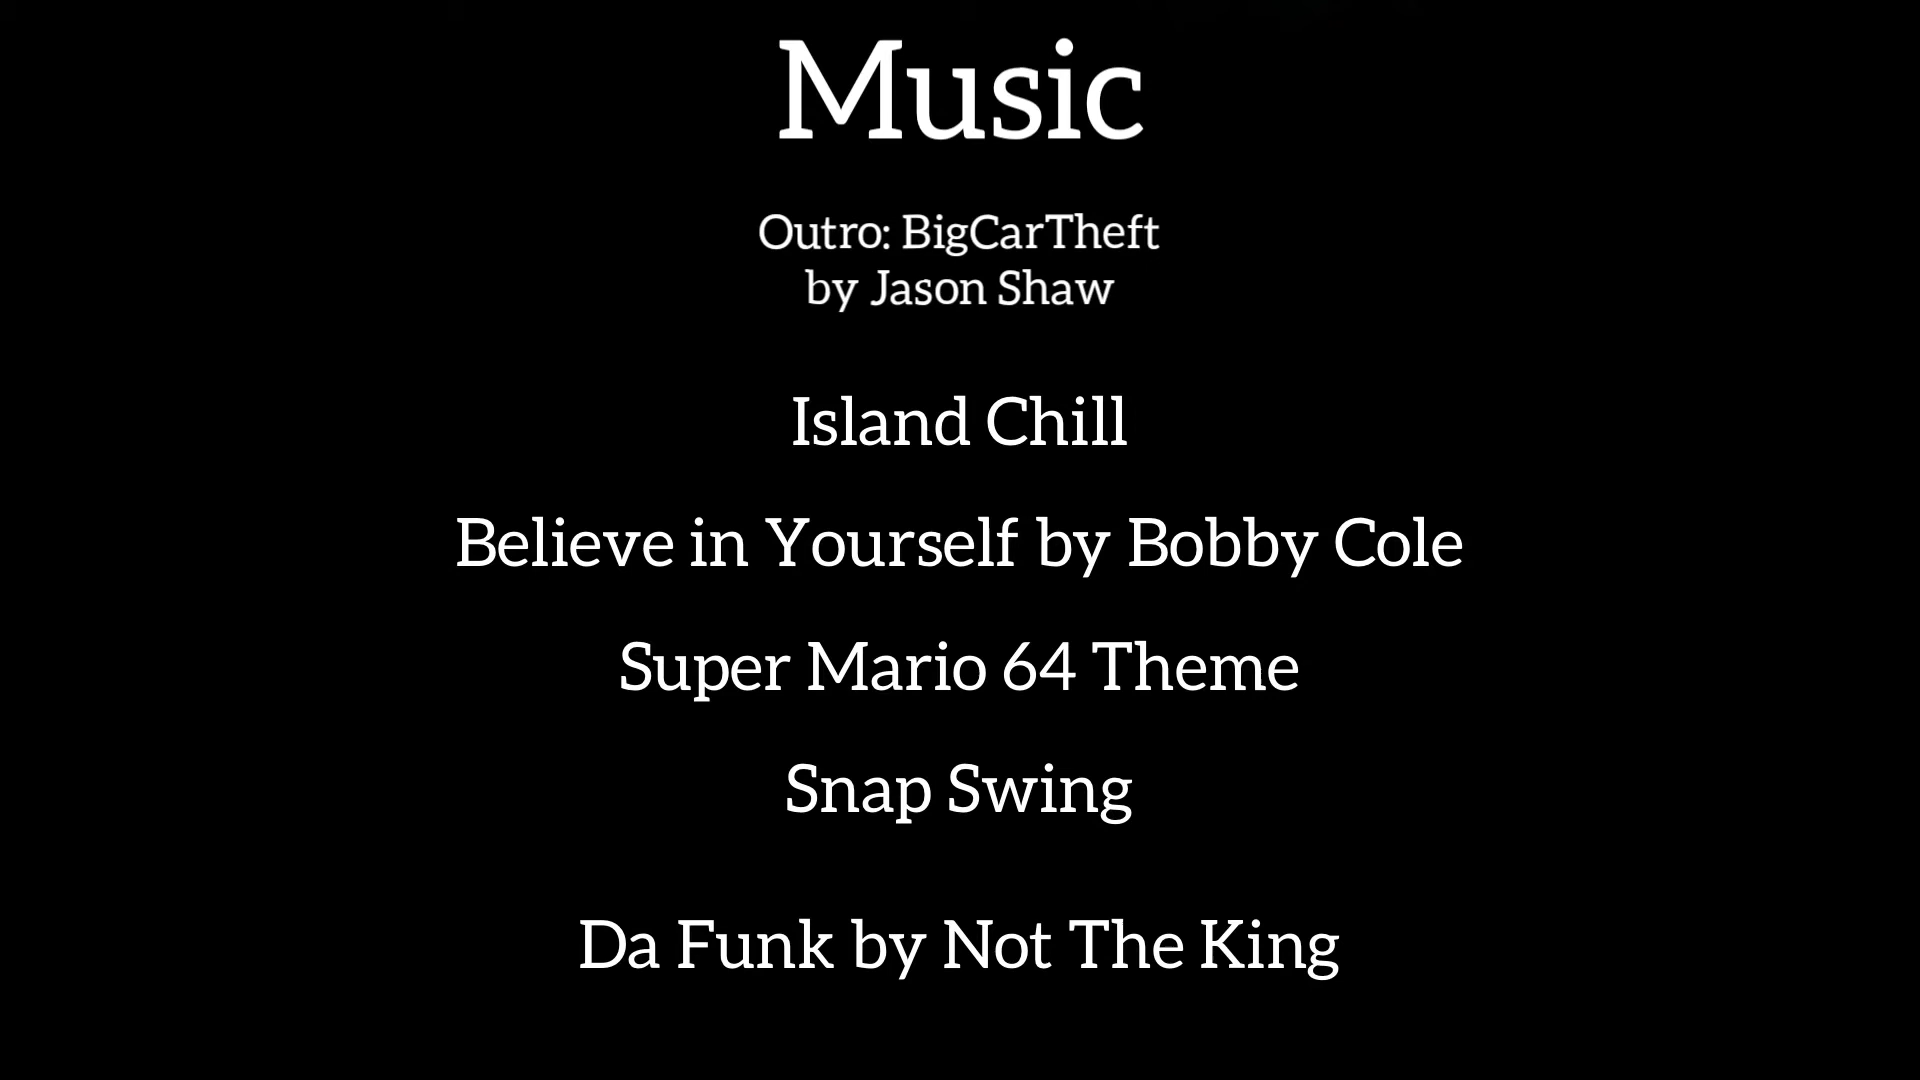 Music
Outro: BigCarTheft
by Jason Shaw
Island Chill
Believe in Yourself by Bobby Cole
Super Mario 64 Theme
Snap Swing
Da Funk by Not The King